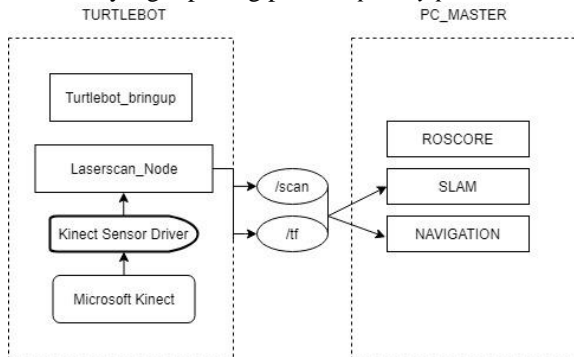 TURTLEBOT
PC_MASTER
Turtlebot_bringup
Laserscan_Node
Kinect Sensor Driver
Microsoft Kinect
/scan
/tf
ROSCORE
SLAM
NAVIGATION